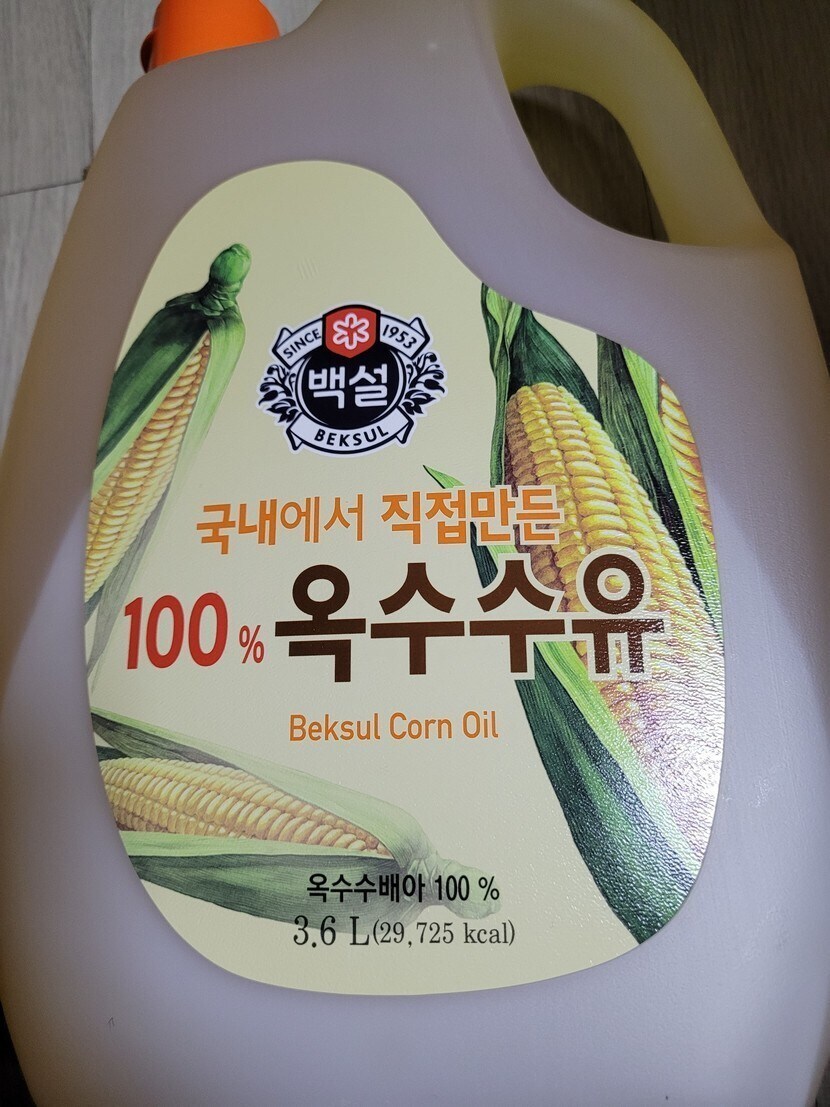 SINCE 1953
백설
BEKSUL
국내에서 직접만든
100 % 옥수수유
Beksul Corn Oil
옥수수배아 100 %
3.6 L(29,725 kcal)